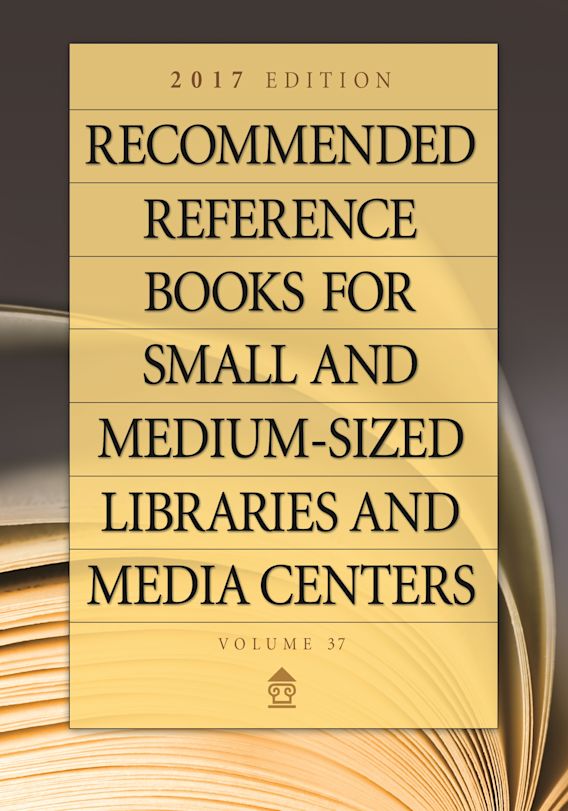 2017 EDITION
RECOMMENDED
REFERENCE
BOOKS FOR
SMALL AND
MEDIUM-SIZED
LIBRARIES AND
MEDIA CENTERS
VOLUME 37